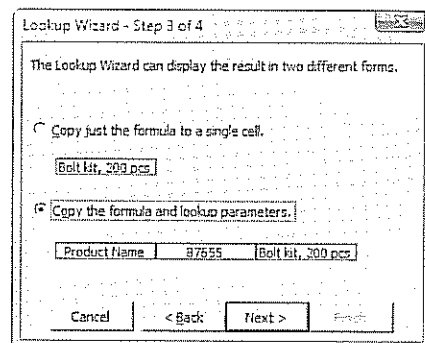 Lookup Wizard - Step 3 of 4
The Lookup Wizard can display the result in two different forms.
Copy just the formula to a single cell.
Bolt kit, 200 pcs
Copy the formula and lookup parameters.
Product Name 87655 Bolt kit, 200 pcs
Cancel < Back Next > Finish